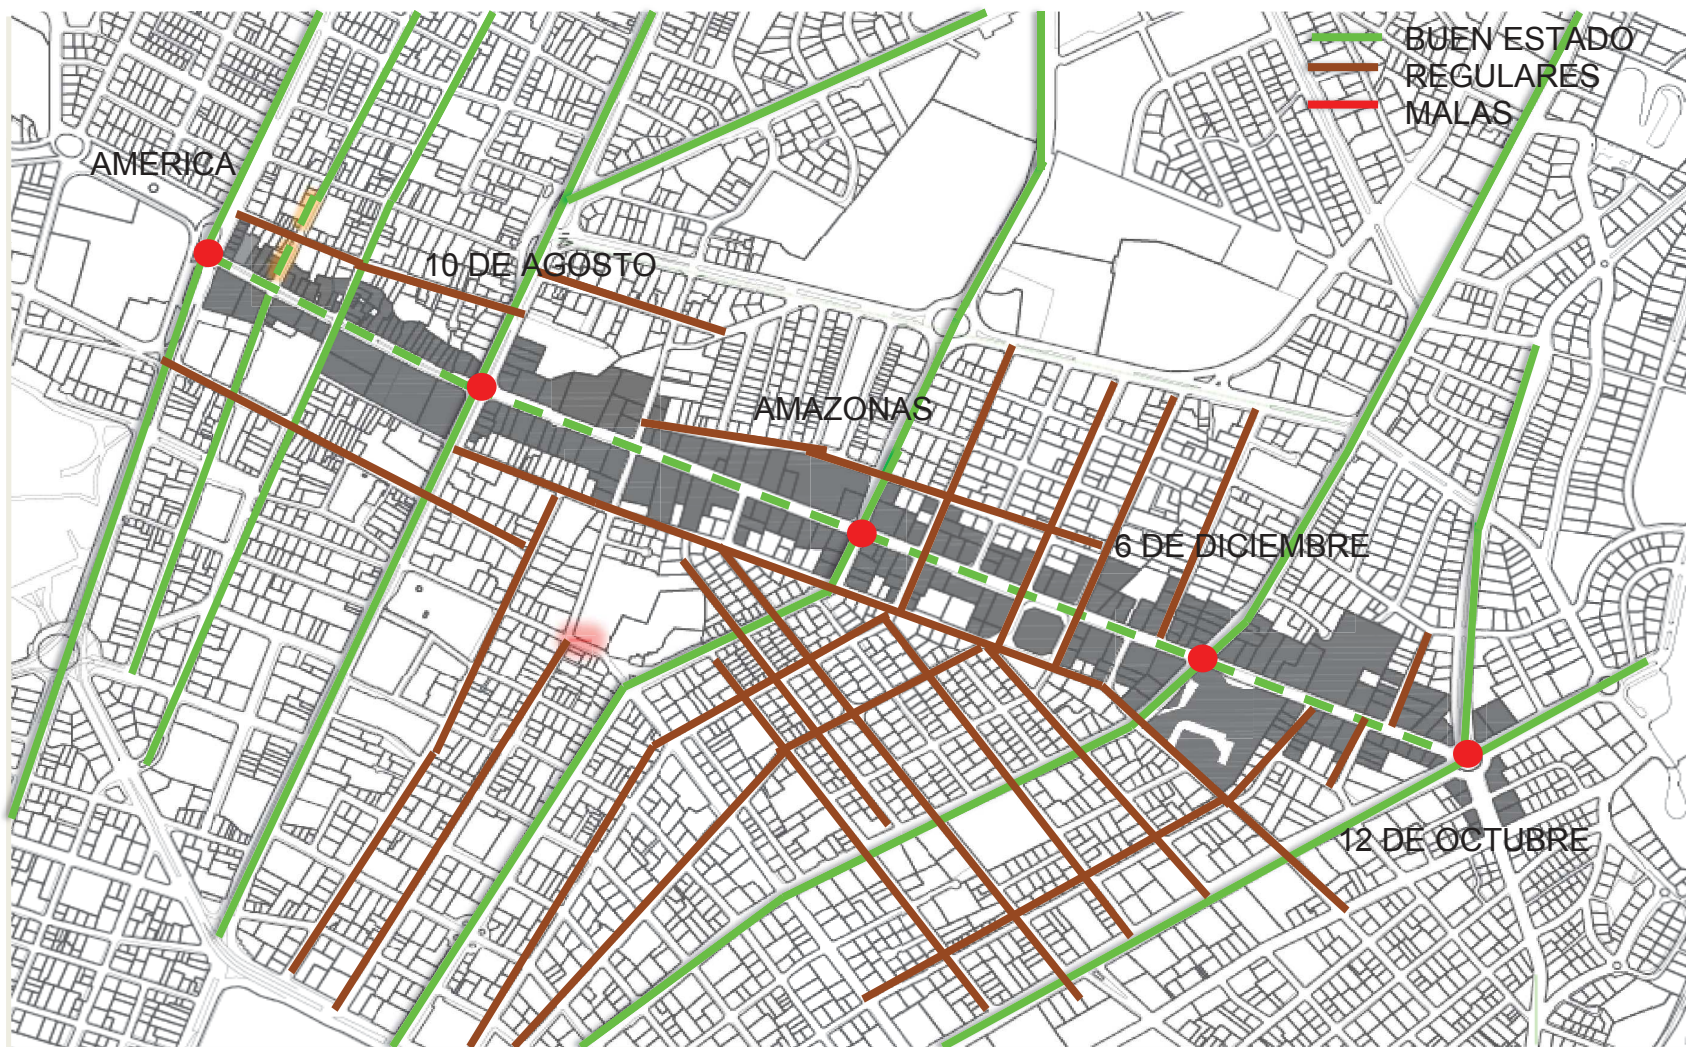 BUEN ESTADO
REGULARES
MALAS
AMERICA
10 DE AGOSTO
AMAZONAS
6 DE DICIEMBRE
12 DE OCTUBRE